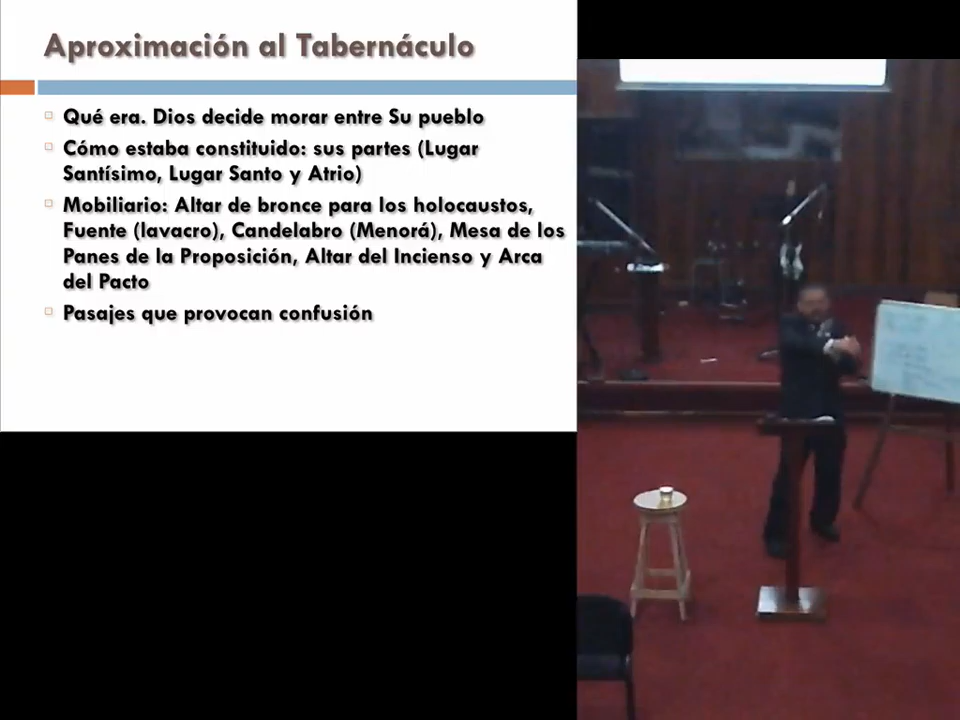 Aproximación al Tabernáculo
Qué era. Dios decide morar entre Su pueblo
Cómo estaba constituido: sus partes (Lugar
Santísimo, Lugar Santo y Atrio)
Mobiliario: Altar de bronce para los holocaustos,
Fuente (lavacro), Candelabro (Menorá), Mesa de los
Panes de la Proposición, Altar del Incienso y Arca
del Pacto
Pasajes que provocan confusión